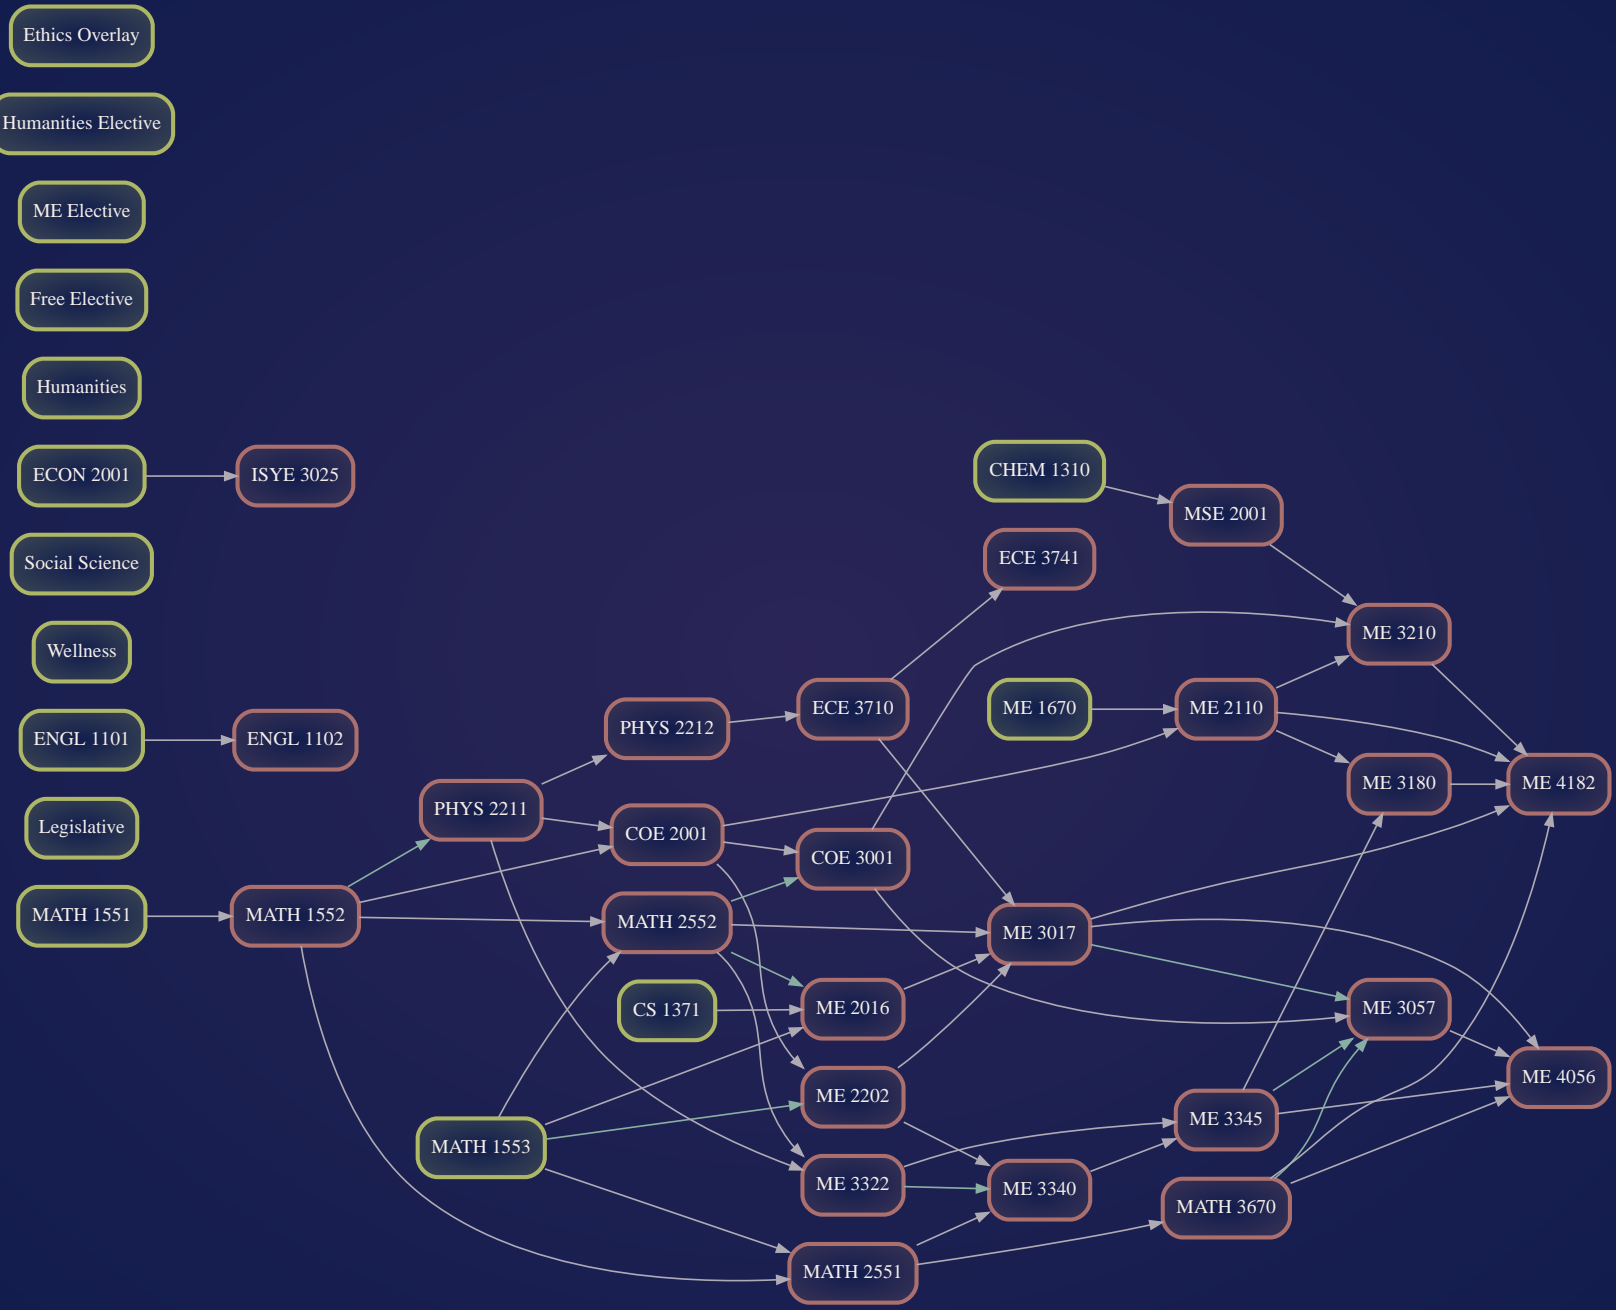 Ethics Overlay
Humanities Elective
ME Elective
Free Elective
Humanities
ECON 2001
ISYE 3025
CHEM 1310
MSE 2001
ECE 3741
Social Science
ME 3210
Wellness
ENGL 1101
ENGL 1102
PHYS 2212
ECE 3710
ME 1670
ME 2110
ME 3180
ME 4182
PHYS 2211
COE 2001
COE 3001
Legislative
MATH 1551
MATH 1552
MATH 2552
ME 3017
CS 1371
ME 2016
ME 3057
ME 2202
ME 4056
MATH 1553
ME 3345
ME 3322
ME 3340
MATH 3670
MATH 2551